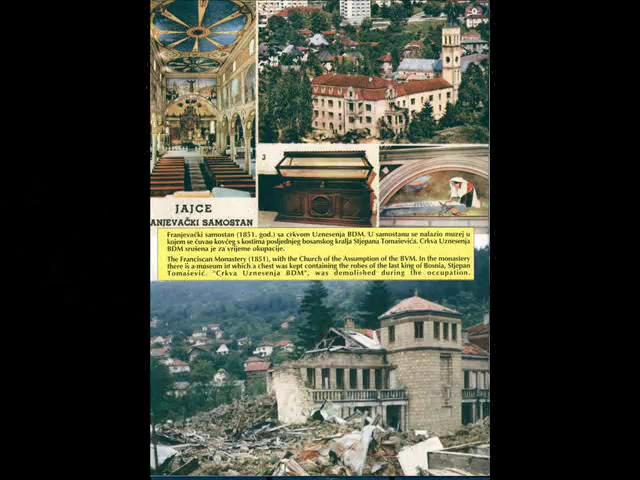 3
JAJCE
ANJEVAČKI SAMOSTAN
Franjevački samostan (1851. god.) sa crkvom Uznesenja BDM. U samostanu se nalazio muzej u
kojem se čuvao kovčeg s kostima posljednjeg bosanskog kralja Stjepana Tomaševića. Crkva Uznesenja
BDM srušena je za vrijeme okupacije.
The Franciscan Monastery (1851), with the Church of the Assumption of the BVM. In the monastery
there is a museum in which a chest was kept containing the robes of the last king of Bosnia, Stjepan
Tomašević. "Crkva Uznesenja BDM", was demolished during the occupation.